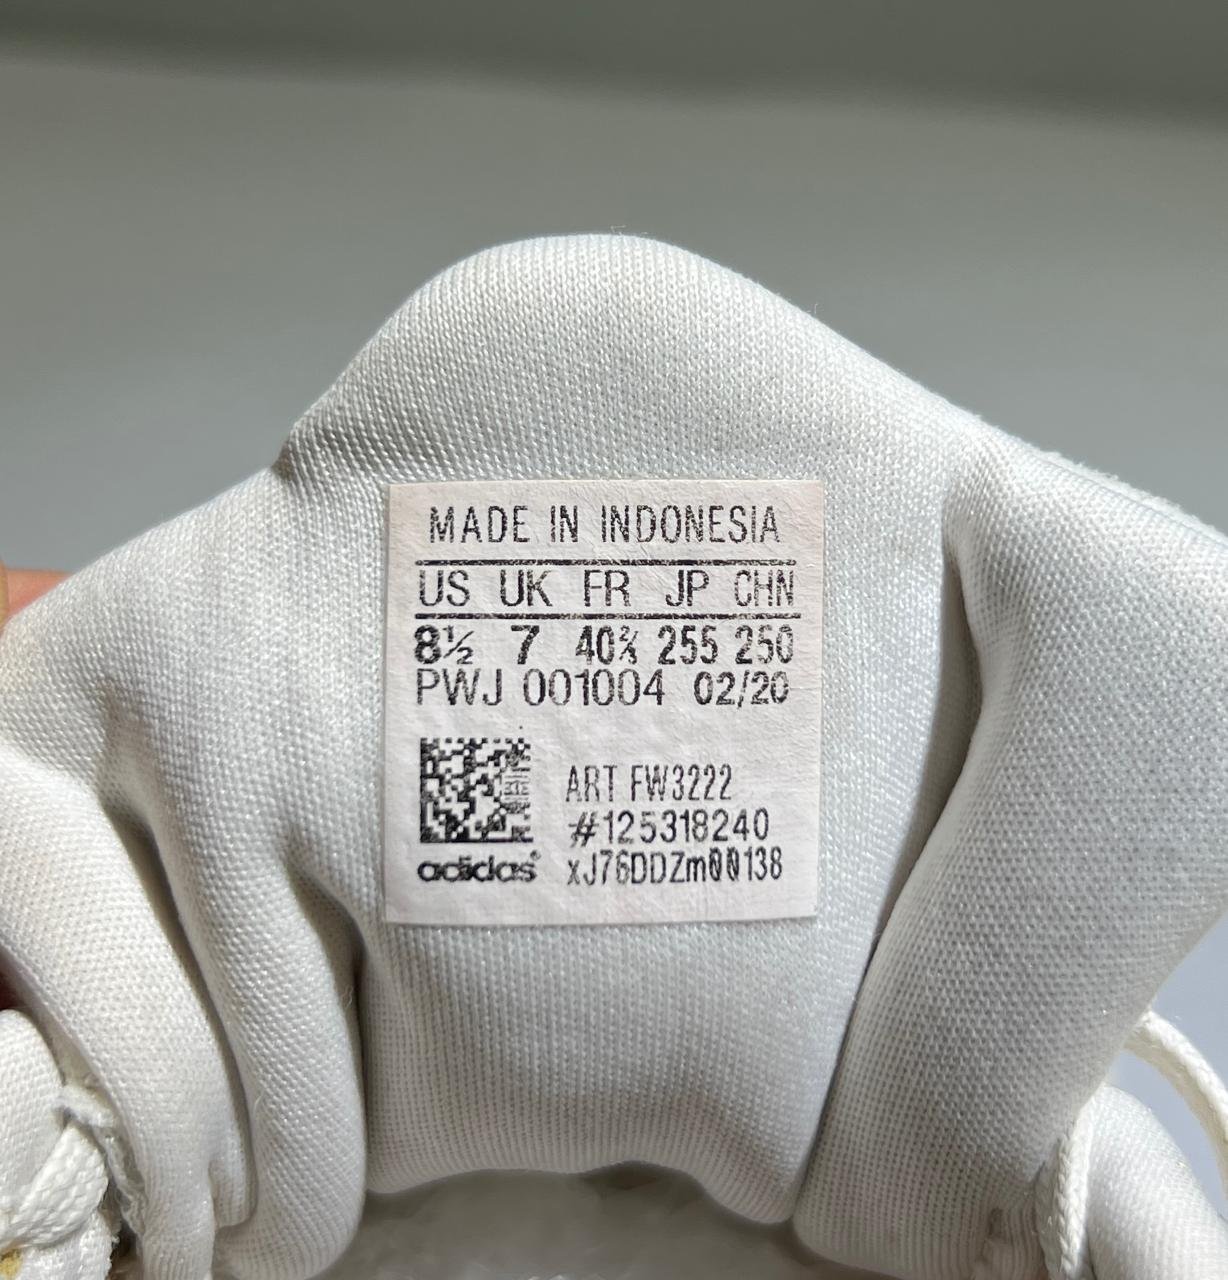 MADE IN INDONESIA
US UK FR JP CHN
8½ 7 40⅔ 255 250
PWJ 001004 02/20
ART FW3222
#125318240
adidas® xJ76DDZm00138